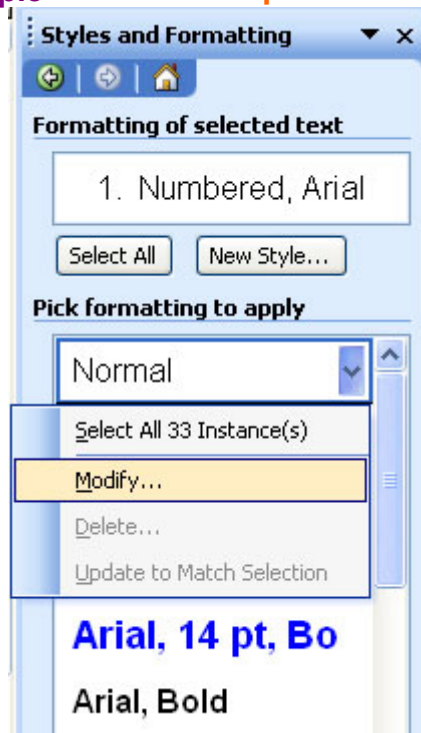 Styles and Formatting
Formatting of selected text
1. Numbered, Arial
Select All New Style...
Pick formatting to apply
Normal
Select All 33 Instance(s)
Modify...
Delete...
Update to Match Selection
Arial, 14 pt, Bo
Arial, Bold